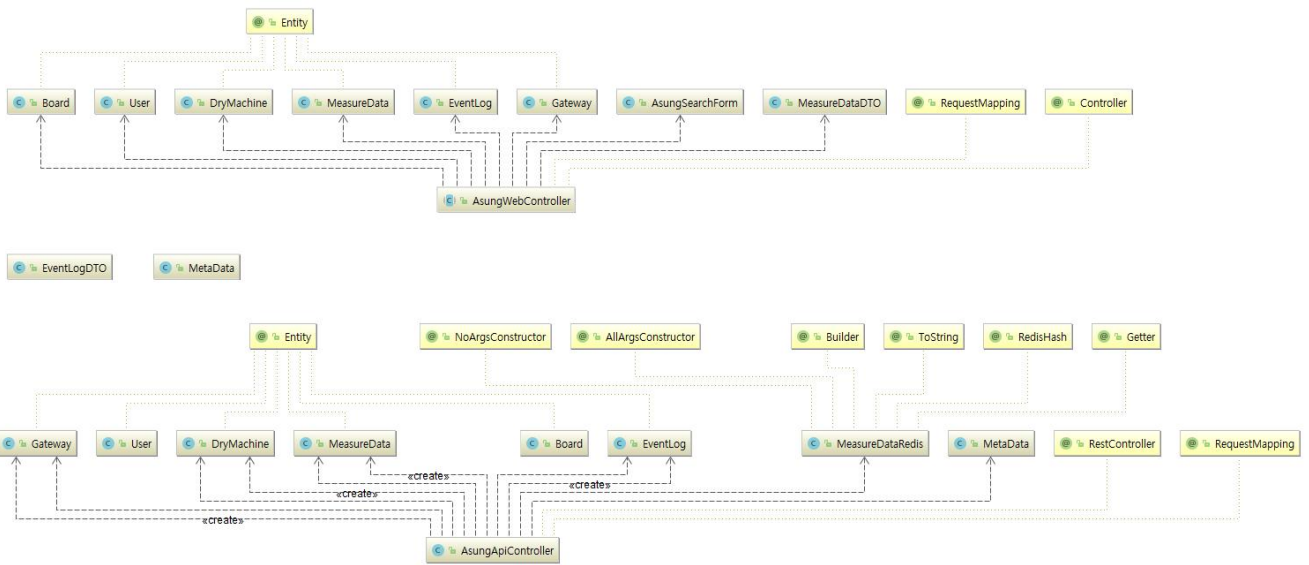 Entity
Board
User
DryMachine
MeasureData
EventLog
Gateway
AsungSearchForm
MeasureDataDTO
RequestMapping
Controller
AsungWebController
EventLogDTO
MetaData
Entity
NoArgsConstructor
AllArgsConstructor
Builder
ToString
RedisHash
Getter
Gateway
User
DryMachine
MeasureData
Board
EventLog
MeasureDataRedis
MetaData
RestController
RequestMapping
«create»
«create»
«create»
«create»
AsungApiController